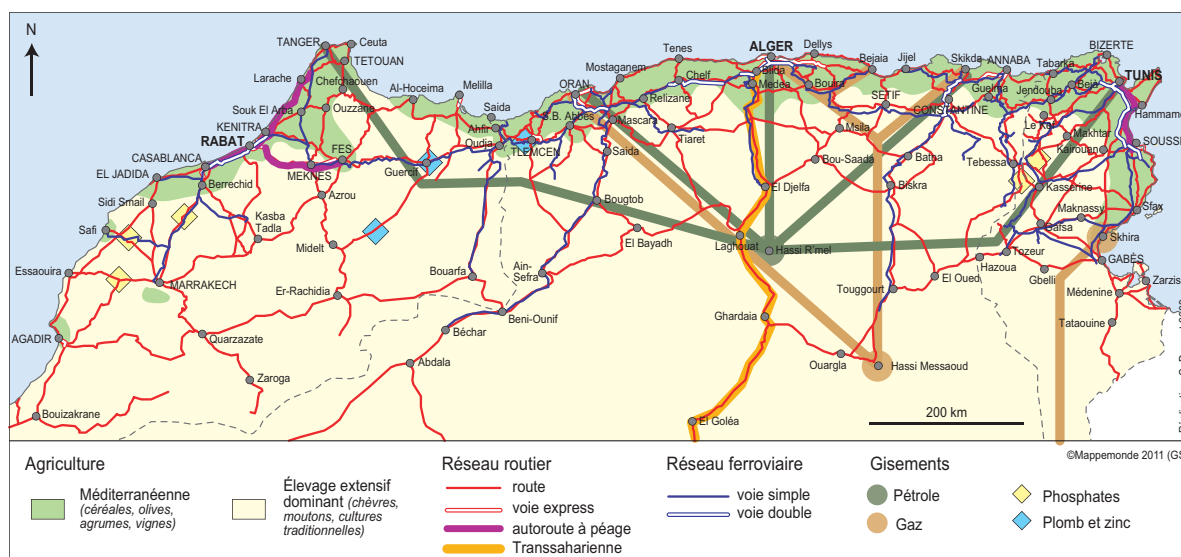 N
TANGER
Ceuta
TETOUAN
Larache
Chefchaouen
Al-Hoceima
Melilla
Souk El Arba
Ouzzane
KENITRA
RABAT
CASABLANCA
EL JADIDA
FES
MEKNES
Guercif
Berrechid
Sidi Smail
Azrou
Safi
Kasba
Tadla
Midelt
Essaouira
MARRAKECH
Er-Rachidia
AGADIR
Quarzazate
Zaroga
Bouizakrane
Saida
Ahfir
Oudia
TLEMCEN
ORAN
S.B. Abbes
Mostaganem
Tenes
Chelf
Relizane
Mascara
Saida
Tiaret
Bougtob
El Bayadh
Bouarfa
Ain-
Sefra
Beni-Ounif
Béchar
Abdala
ALGER
Dellys
Blida
Medea
Bouira
Bejaia
Jijel
Skikda
ANNABA
SETIF
CONSTANTINE
Guelma
Msila
Bou-Saada
Batna
El Djelfa
Biskra
Laghouat
Hassi R'mel
Touggourt
El Oued
Ghardaia
Ouargla
Hassi Messaoud
El Goléa
BIZERTE
Tabarka
TUNIS
Beja
Jendouba
Hammame
Le Kef
Makhtar
SOUSS
Kairouen
Tebessa
Kasserine
Maknassy
Sfax
Gafsa
Skhira
Tozeur
Hazoua
GABÈS
Gbelli
Zarzis
Médenine
Tataouine
200 km
©Mappemonde 2011 (GS
Agriculture
Méditerranéenne
(céréales, olives,
agrumes, vignes)
Élevage extensif
dominant (chèvres,
moutons, cultures
traditionnelles)
Réseau routier
route
voie express
autoroute à péage
Transsaharienne
Réseau ferroviaire
voie simple
voie double
Gisements
Pétrole
Gaz
Phosphates
Plomb et zinc